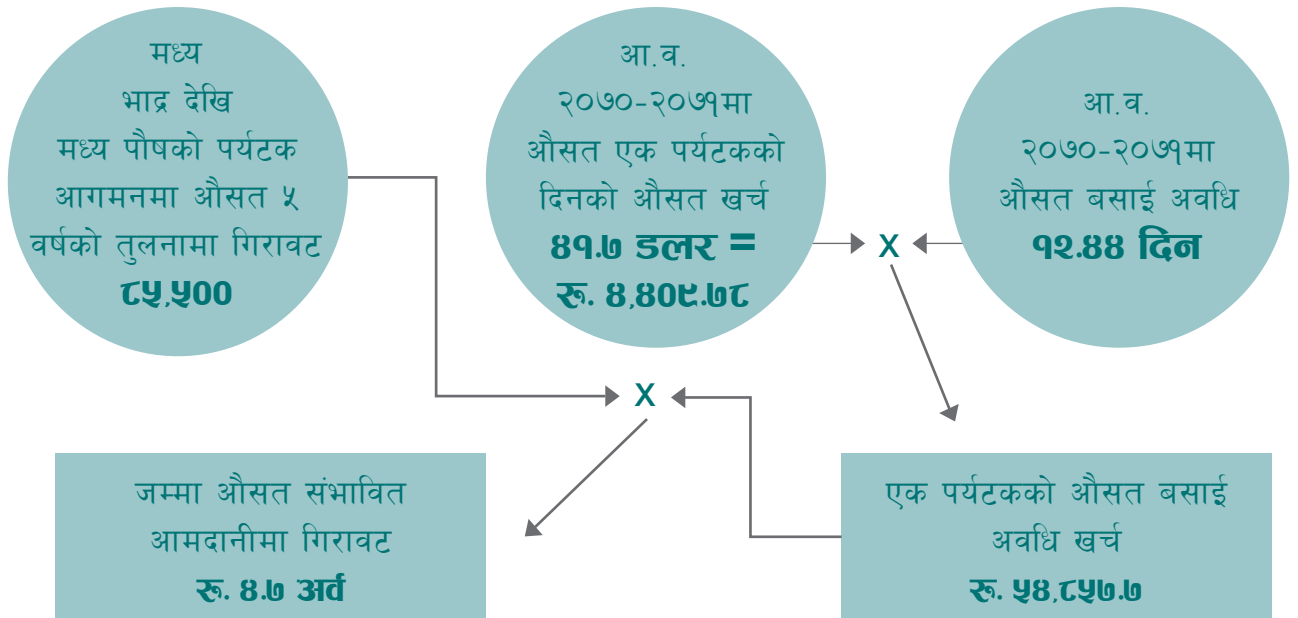 मध्य
भाद्र देखि
मध्य पौषको पर्यटक
आगमनमा औसत ५
वर्षको तुलनामा गिरावट
८५,५००
आ.व.
२०७०-२०७१मा
औसत एक पर्यटकको
दिनको औसत खर्च
४१.७ डलर =
रू. ४,४०९.७८
आ.व.
२०७०-२०७१मा
औसत बसाई अवधि
१२.४४ दिन
x
x
जम्मा औसत संभावित
आमदानीमा गिरावट
रू. ४.७ अर्व
एक पर्यटकको औसत बसाई
अवधि खर्च
रू. ५४,८५७.७